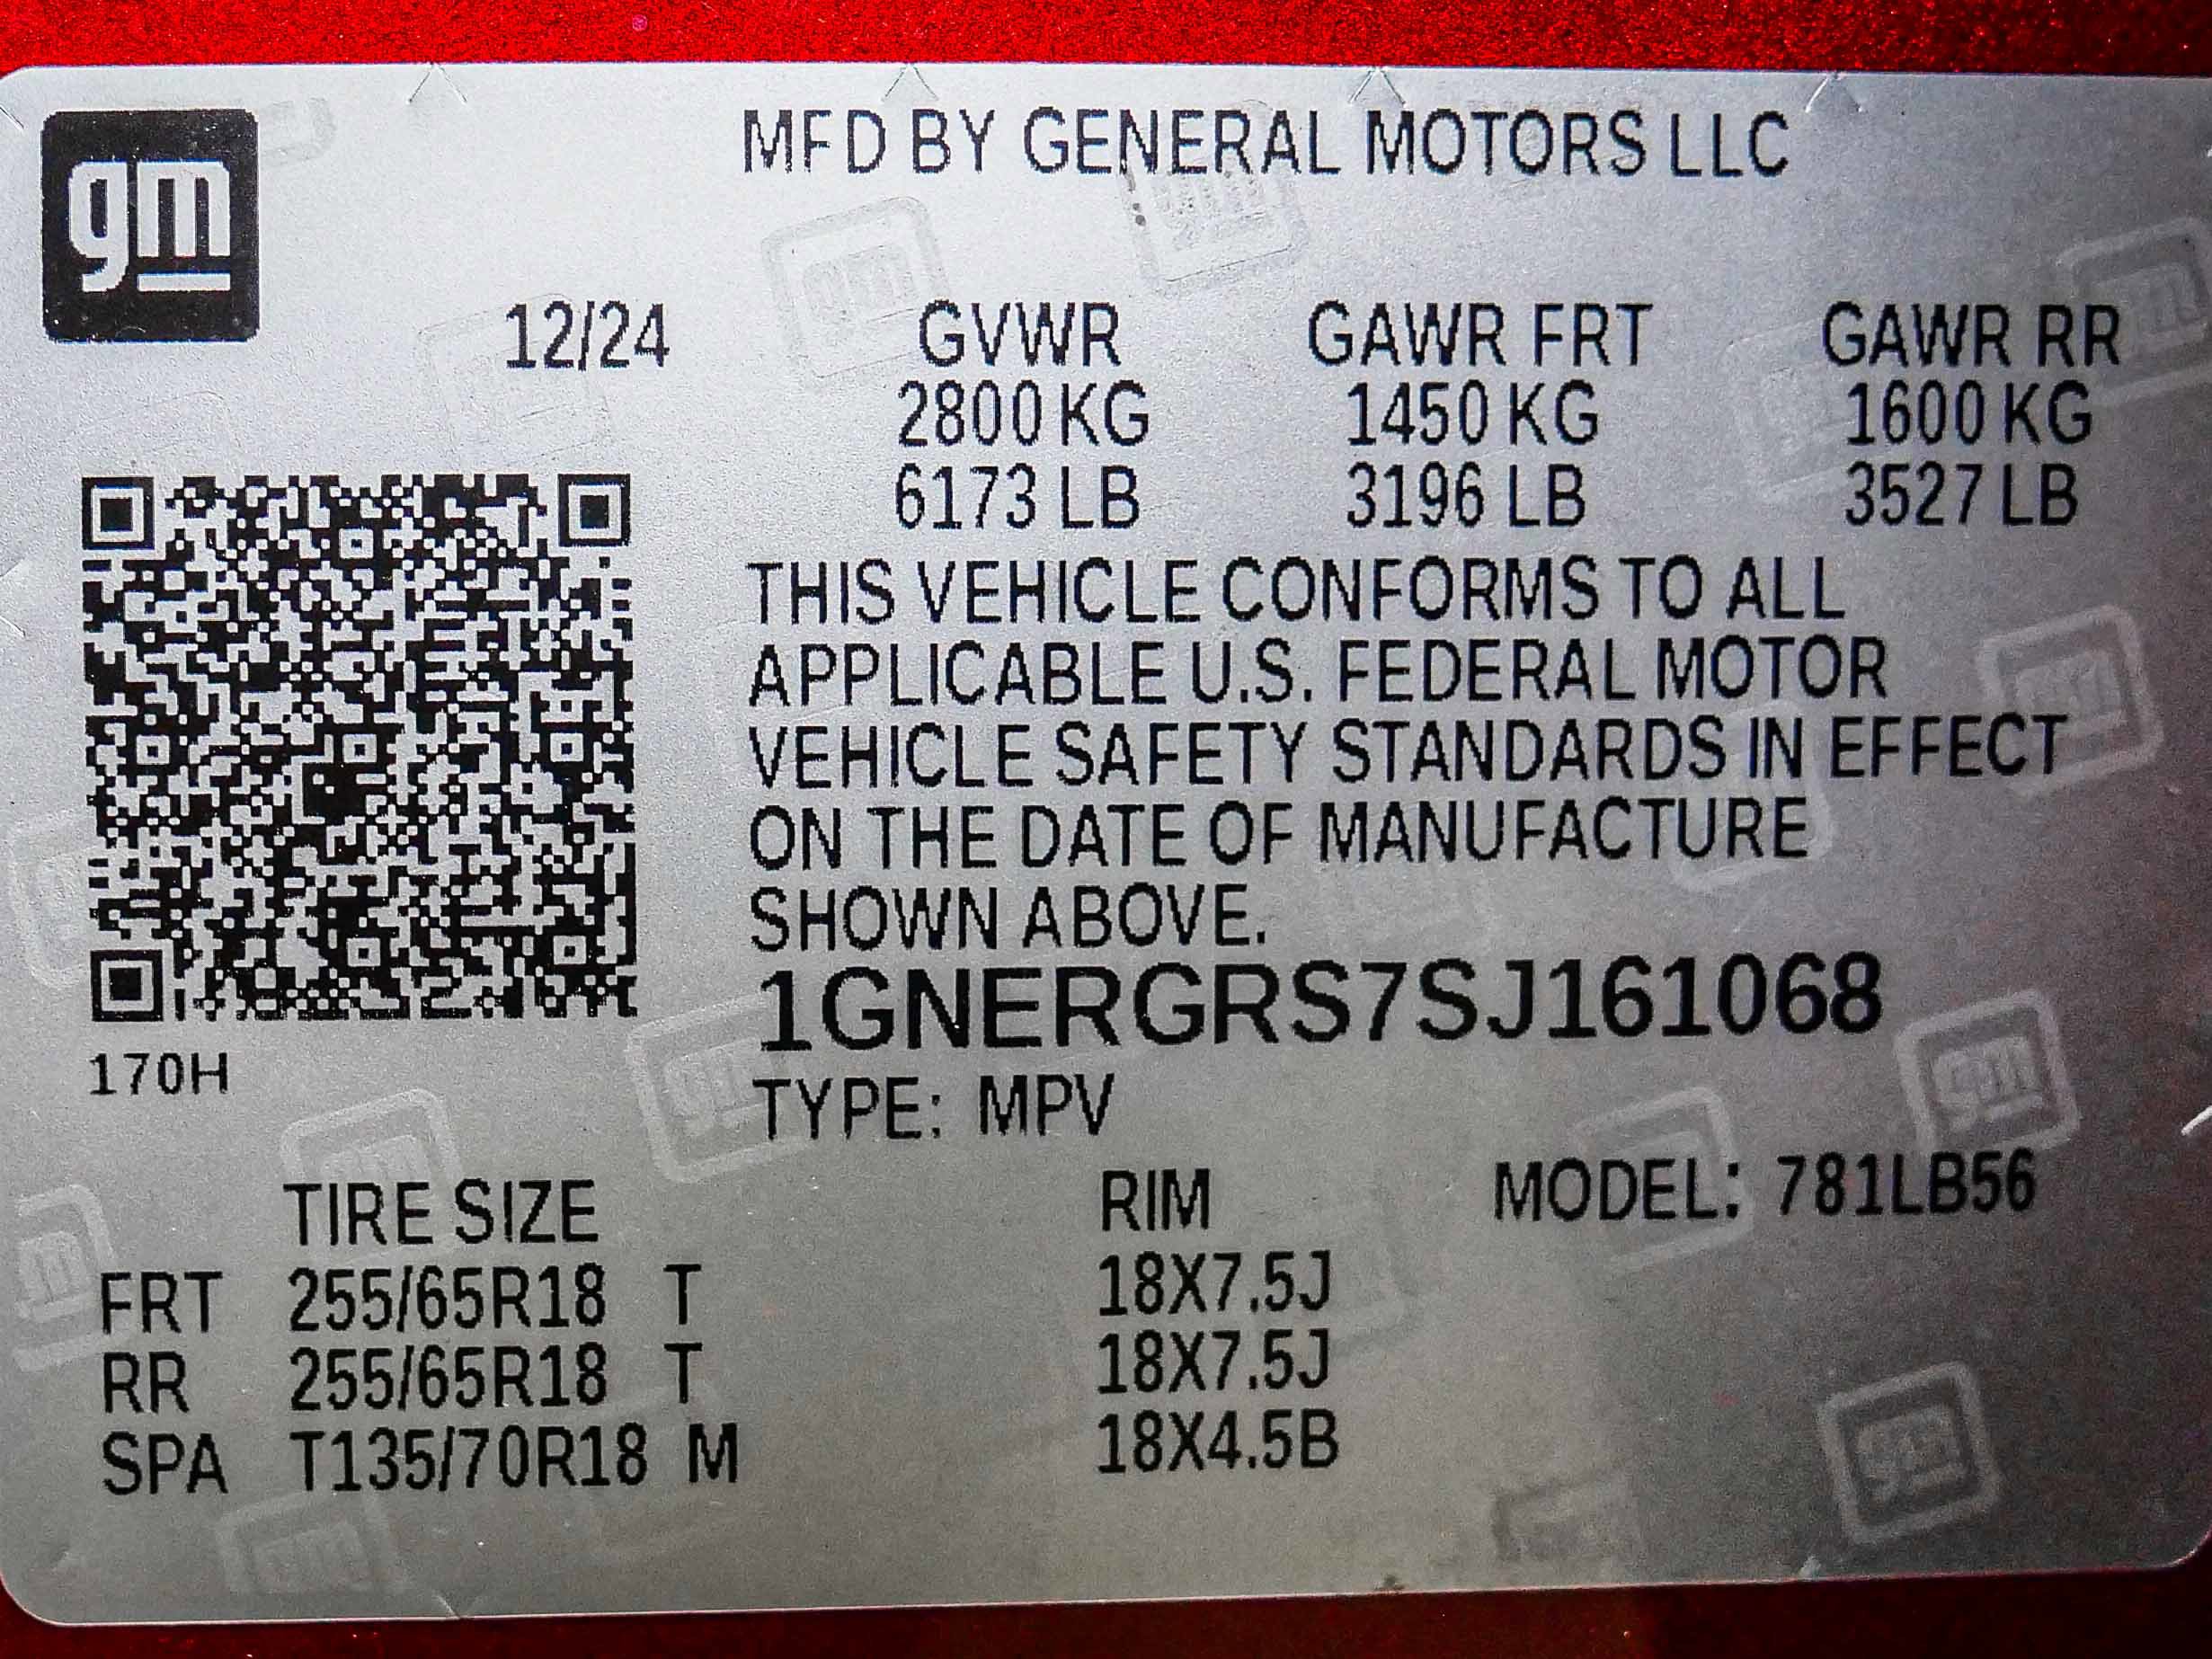 gm
MFD BY GENERAL MOTORS LLC
12/24 GVWR GAWR FRT GAWR RR
2800 KG 1450 KG 1600 KG
6173 LB 3196 LB 3527 LB
THIS VEHICLE CONFORMS TO ALL
APPLICABLE U.S. FEDERAL MOTOR
VEHICLE SAFETY STANDARDS IN EFFECT
ON THE DATE OF MANUFACTURE
SHOWN ABOVE.
1GNERGRS7SJ161068
170H
TYPE: MPV
TIRE SIZE RIM MODEL: 781LB56
FRT 255/65R18 T 18X7.5J
RR 255/65R18 T 18X7.5J
SPA T135/70R18 M 18X4.5B